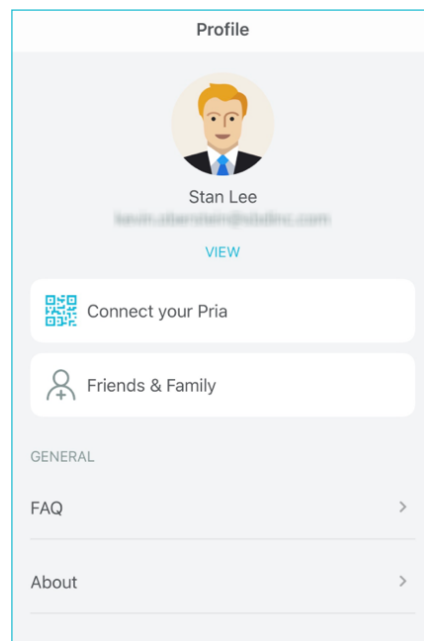 Profile
Stan Lee
VIEW
Connect your Pria
Friends & Family
GENERAL
FAQ
About